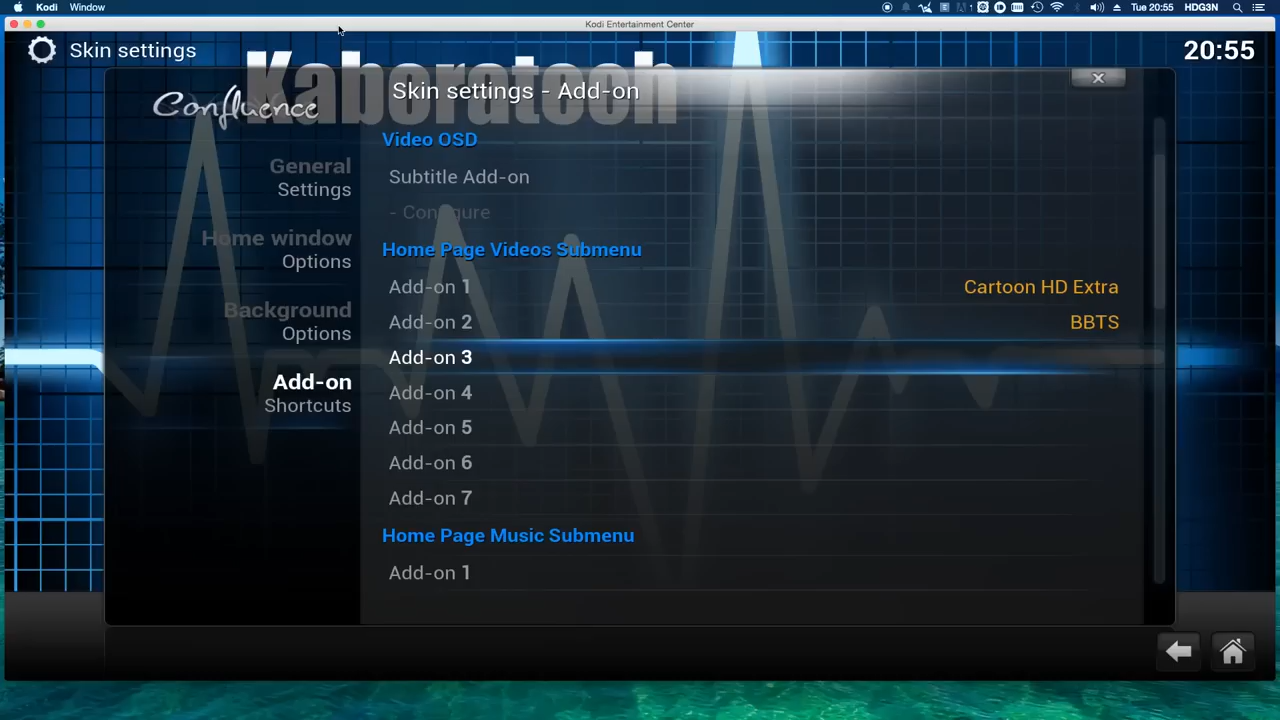 Kodi Window
Tue 20:55 HDG3N
Kodi Entertainment Center
Skin settings
20:55
Kaboratech
Confluence
Skin settings - Add-on
General
Settings
Home window
Options
Background
Options
Add-on
Shortcuts
Video OSD
Subtitle Add-on
- Configure
Home Page Videos Submenu
Add-on 1 Cartoon HD Extra
Add-on 2 BBTS
Add-on 3
Add-on 4
Add-on 5
Add-on 6
Add-on 7
Home Page Music Submenu
Add-on 1